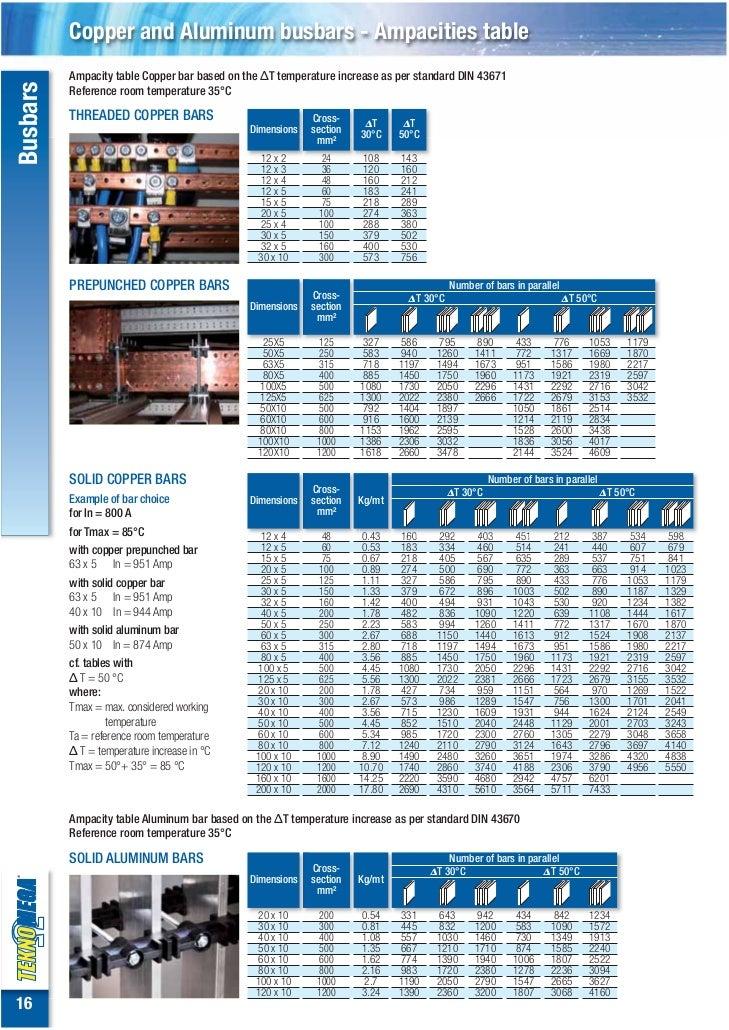 Copper and Aluminum busbars - Ampacities table
Busbars
Ampacity table Copper bar based on the ΔT temperature increase as per standard DIN 43671
Reference room temperature 35°C
THREADED COPPER BARS
Dimensions Cross-section mm² ΔT 30°C ΔT 50°C
12 x 2 24 108 143
12 x 3 36 120 160
12 x 4 48 160 212
12 x 5 60 183 241
15 x 5 75 218 289
20 x 5 100 274 363
25 x 4 100 288 380
30 x 5 150 379 502
32 x 5 160 400 530
30 x 10 300 573 756
PREPUNCHED COPPER BARS
Number of bars in parallel
Dimensions Cross-section mm² ΔT 30°C ΔT 50°C
25X5 125 327 586 795 890 433 776 1053 1179
50X5 250 583 940 1260 1411 772 1317 1669 1870
63X5 315 718 1197 1494 1673 951 1586 1980 2217
80X5 400 885 1450 1750 1960 1173 1921 2319 2597
100X5 500 1080 1730 2050 2296 1431 2292 2716 3042
125X5 625 1300 2022 2380 2666 1722 2679 3153 3532
50X10 500 792 1404 1897 1050 1861 2514
60X10 600 916 1600 2139 1214 2119 2834
80X10 800 1153 1962 2595 1528 2600 3438
100X10 1000 1386 2306 3032 1836 3056 4017
120X10 1200 1618 2660 3478 2144 3524 4609
SOLID COPPER BARS
Example of bar choice
for In = 800 A
for Tmax = 85°C
with copper prepunched bar
63 x 5 In = 951 Amp
with solid copper bar
63 x 5 In = 951 Amp
40 x 10 In = 944 Amp
with solid aluminum bar
50 x 10 In = 874 Amp
cf. tables with
Δ T = 50 °C
where:
Tmax = max. considered working
temperature
Ta = reference room temperature
Δ T = temperature increase in °C
Tmax = 50°+ 35° = 85 °C
Number of bars in parallel
Dimensions Cross-section mm² Kg/mt ΔT 30°C ΔT 50°C
12 x 4 48 0.43 160 292 403 451 212 387 534 598
12 x 5 60 0.53 183 334 460 514 241 440 607 679
15 x 5 75 0.67 218 405 567 635 289 537 751 841
20 x 5 100 0.89 274 500 690 772 363 663 914 1023
25 x 5 125 1.11 327 586 795 890 433 776 1053 1179
30 x 5 150 1.33 379 672 896 1003 502 890 1187 1329
32 x 5 160 1.42 400 494 931 1043 530 920 1234 1382
40 x 5 200 1.78 482 836 1090 1220 639 1108 1444 1617
50 x 5 250 2.23 583 994 1260 1411 772 1317 1670 1870
60 x 5 300 2.67 688 1150 1440 1613 912 1524 1908 2137
63 x 5 315 2.80 718 1197 1494 1673 951 1586 1980 2217
80 x 5 400 3.56 885 1450 1750 1960 1173 1921 2319 2597
100 x 5 500 4.45 1080 1730 2050 2296 1431 2292 2716 3042
125 x 5 625 5.56 1300 2022 2381 2666 1723 2679 3155 3532
20 x 10 200 1.78 427 734 959 1151 564 970 1269 1522
30 x 10 300 2.67 573 986 1289 1547 756 1300 1701 2041
40 x 10 400 3.56 715 1230 1609 1931 944 1624 2124 2549
50 x 10 500 4.45 852 1510 2040 2448 1129 2001 2703 3243
60 x 10 600 5.34 985 1720 2300 2760 1305 2279 3048 3658
80 x 10 800 7.12 1240 2110 2790 3124 1643 2796 3697 4140
100 x 10 1000 8.90 1490 2480 3260 3651 1974 3286 4320 4838
120 x 10 1200 10.70 1740 2860 3740 4188 2306 3790 4956 5550
160 x 10 1600 14.25 2220 3590 4680 2942 4757 6201
200 x 10 2000 17.80 2690 4310 5610 3564 5711 7433
Ampacity table Aluminum bar based on the ΔT temperature increase as per standard DIN 43670
Reference room temperature 35°C
SOLID ALUMINUM BARS
Number of bars in parallel
Dimensions Cross-section mm² Kg/mt ΔT 30°C ΔT 50°C
20 x 10 200 0.54 331 643 942 434 842 1234
30 x 10 300 0.81 445 832 1200 583 1090 1572
40 x 10 400 1.08 557 1030 1460 730 1349 1913
50 x 10 500 1.35 667 1210 1710 874 1585 2240
60 x 10 600 1.62 774 1390 1940 1006 1807 2522
80 x 10 800 2.16 983 1720 2380 1278 2236 3094
100 x 10 1000 2.7 1190 2050 2790 1547 2665 3627
120 x 10 1200 3.24 1390 2360 3200 1807 3068 4160
TEKNOMEGA
16